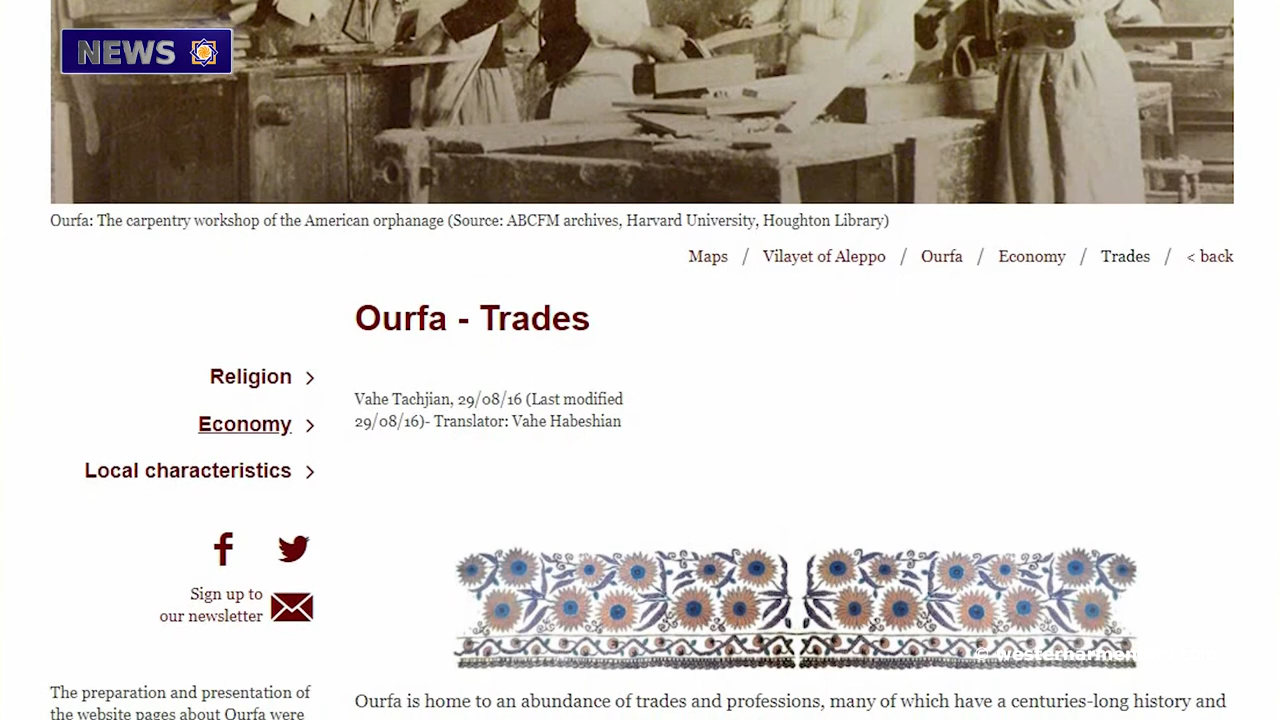 NEWS
Ourfa: The carpentry workshop of the American orphanage (Source: ABCFM archives, Harvard University, Houghton Library)
Maps / Vilayet of Aleppo / Ourfa / Economy / Trades / < back
Ourfa - Trades
Religion >
Economy >
Local characteristics >
Vahe Tachjian, 29/08/16 (Last modified
29/08/16)- Translator: Vahe Habeshian
Sign up to
our newsletter
The preparation and presentation of
the website pages about Ourfa were
Ourfa is home to an abundance of trades and professions, many of which have a centuries-long history and